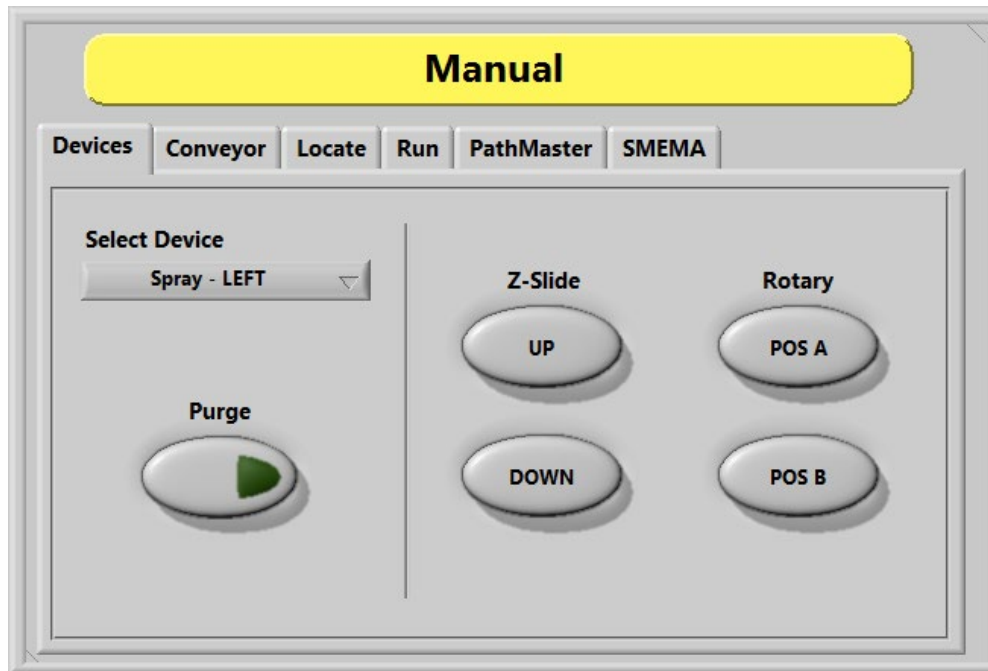 Manual
Devices Conveyor Locate Run PathMaster SMEMA
Select Device
Spray - LEFT
Purge
Z-Slide Rotary
UP POS A
DOWN POS B